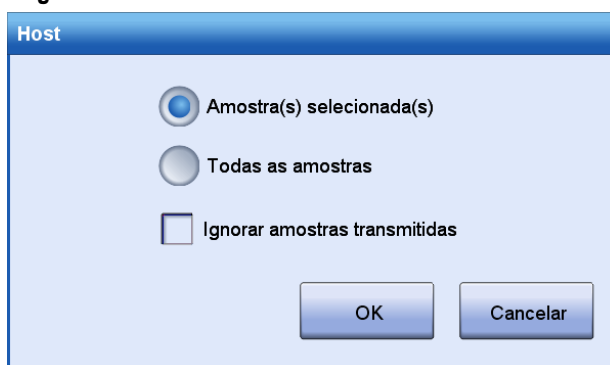 Host
Amostra(s) selecionada(s)
Todas as amostras
Ignorar amostras transmitidas
OK
Cancelar